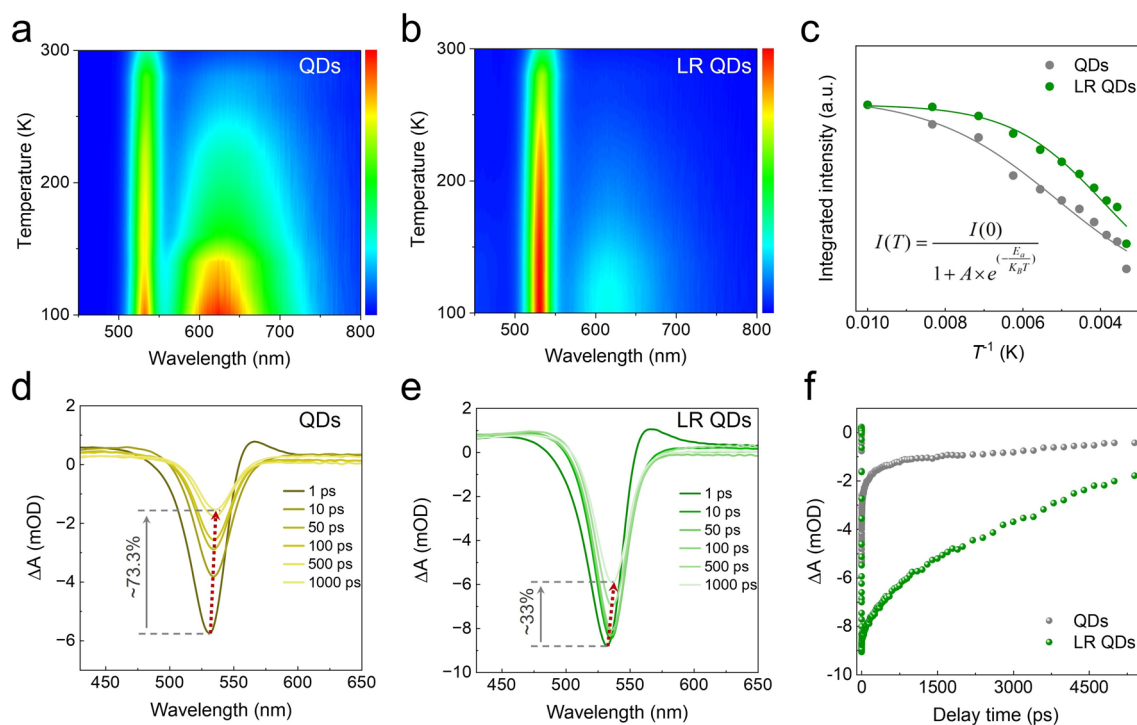 a
QDs
300
200
100
Temperature (K)
500 600 700 800
Wavelength (nm)
b
LR QDs
300
200
100
Temperature (K)
500 600 700 800
Wavelength (nm)
c
QDs
LR QDs
Integrated intensity (a.u.)
I(T) = I(0) / 1 + A × e^(-E_a/K_BT)
0.010 0.008 0.006 0.004
T⁻¹ (K)
d
QDs
2
0
−2
−4
−6
ΔA (mOD)
~73.3%
1 ps
10 ps
50 ps
100 ps
500 ps
1000 ps
450 500 550 600 650
Wavelength (nm)
e
LR QDs
2
0
−2
−4
−6
−8
−10
ΔA (mOD)
~33%
1 ps
10 ps
50 ps
100 ps
500 ps
1000 ps
450 500 550 600 650
Wavelength (nm)
f
0
-2
-4
-6
-8
-10
ΔA (mOD)
QDs
LR QDs
0 1500 3000 4500
Delay time (ps)